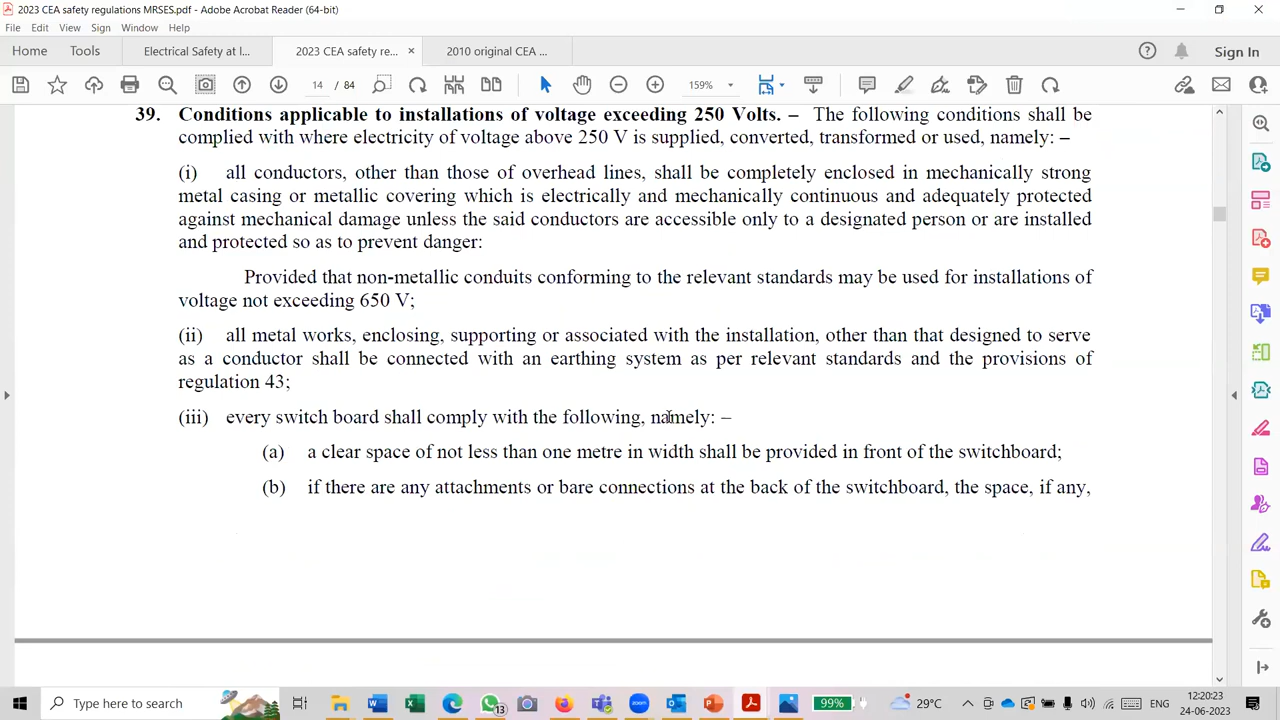 2023 CEA safety regulations MRSES.pdf - Adobe Acrobat Reader (64-bit)
File Edit View Sign Window Help
Home Tools Electrical Safety at I... 2023 CEA safety re... × 2010 original CEA ... Sign In
14 / 84 159%
39. Conditions applicable to installations of voltage exceeding 250 Volts. – The following conditions shall be
complied with where electricity of voltage above 250 V is supplied, converted, transformed or used, namely: –
(i) all conductors, other than those of overhead lines, shall be completely enclosed in mechanically strong
metal casing or metallic covering which is electrically and mechanically continuous and adequately protected
against mechanical damage unless the said conductors are accessible only to a designated person or are installed
and protected so as to prevent danger:
Provided that non-metallic conduits conforming to the relevant standards may be used for installations of
voltage not exceeding 650 V;
(ii) all metal works, enclosing, supporting or associated with the installation, other than that designed to serve
as a conductor shall be connected with an earthing system as per relevant standards and the provisions of
regulation 43;
(iii) every switch board shall comply with the following, namely: –
(a) a clear space of not less than one metre in width shall be provided in front of the switchboard;
(b) if there are any attachments or bare connections at the back of the switchboard, the space, if any,
Type here to search 13 99% 29°C ENG 12:20:23
24-06-2023